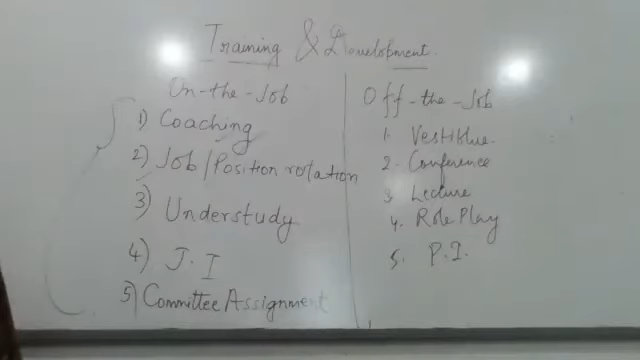 Training & Development.
On-the-Job
1) Coaching
2) Job/Position rotation
3) Understudy
4) J.I
5) Committee Assignment
Off-the-Job
1. Vestiblue.
2. Conference
3 Lecture
4. Role Play
5. P.I.